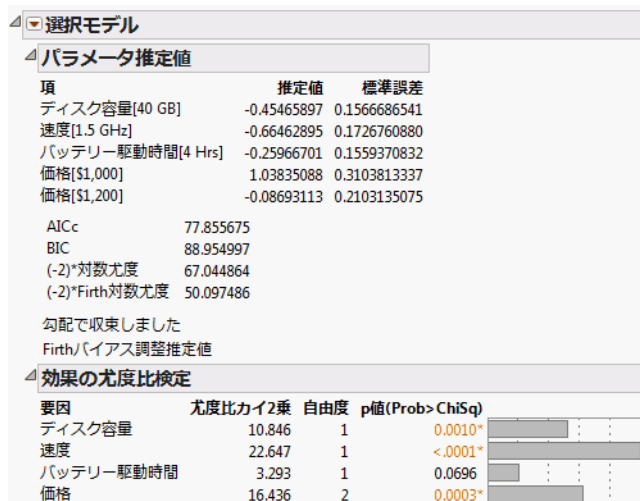 選択モデル
パラメータ推定値
項 推定値 標準誤差
ディスク容量[40 GB] -0.45465897 0.1566686541
速度[1.5 GHz] -0.66462895 0.1726760880
バッテリー駆動時間[4 Hrs] -0.25966701 0.1559370832
価格[$1,000] 1.03835088 0.3103813337
価格[$1,200] -0.08693113 0.2103135075
AICc 77.855675
BIC 88.954997
(-2)*対数尤度 67.044864
(-2)*Firth対数尤度 50.097486
勾配で収束しました
Firthバイアス調整推定値
効果の尤度比検定
要因 尤度比カイ2乗 自由度 p値(Prob>ChiSq)
ディスク容量 10.846 1 0.0010*
速度 22.647 1 <.0001*
バッテリー駆動時間 3.293 1 0.0696
価格 16.436 2 0.0003*